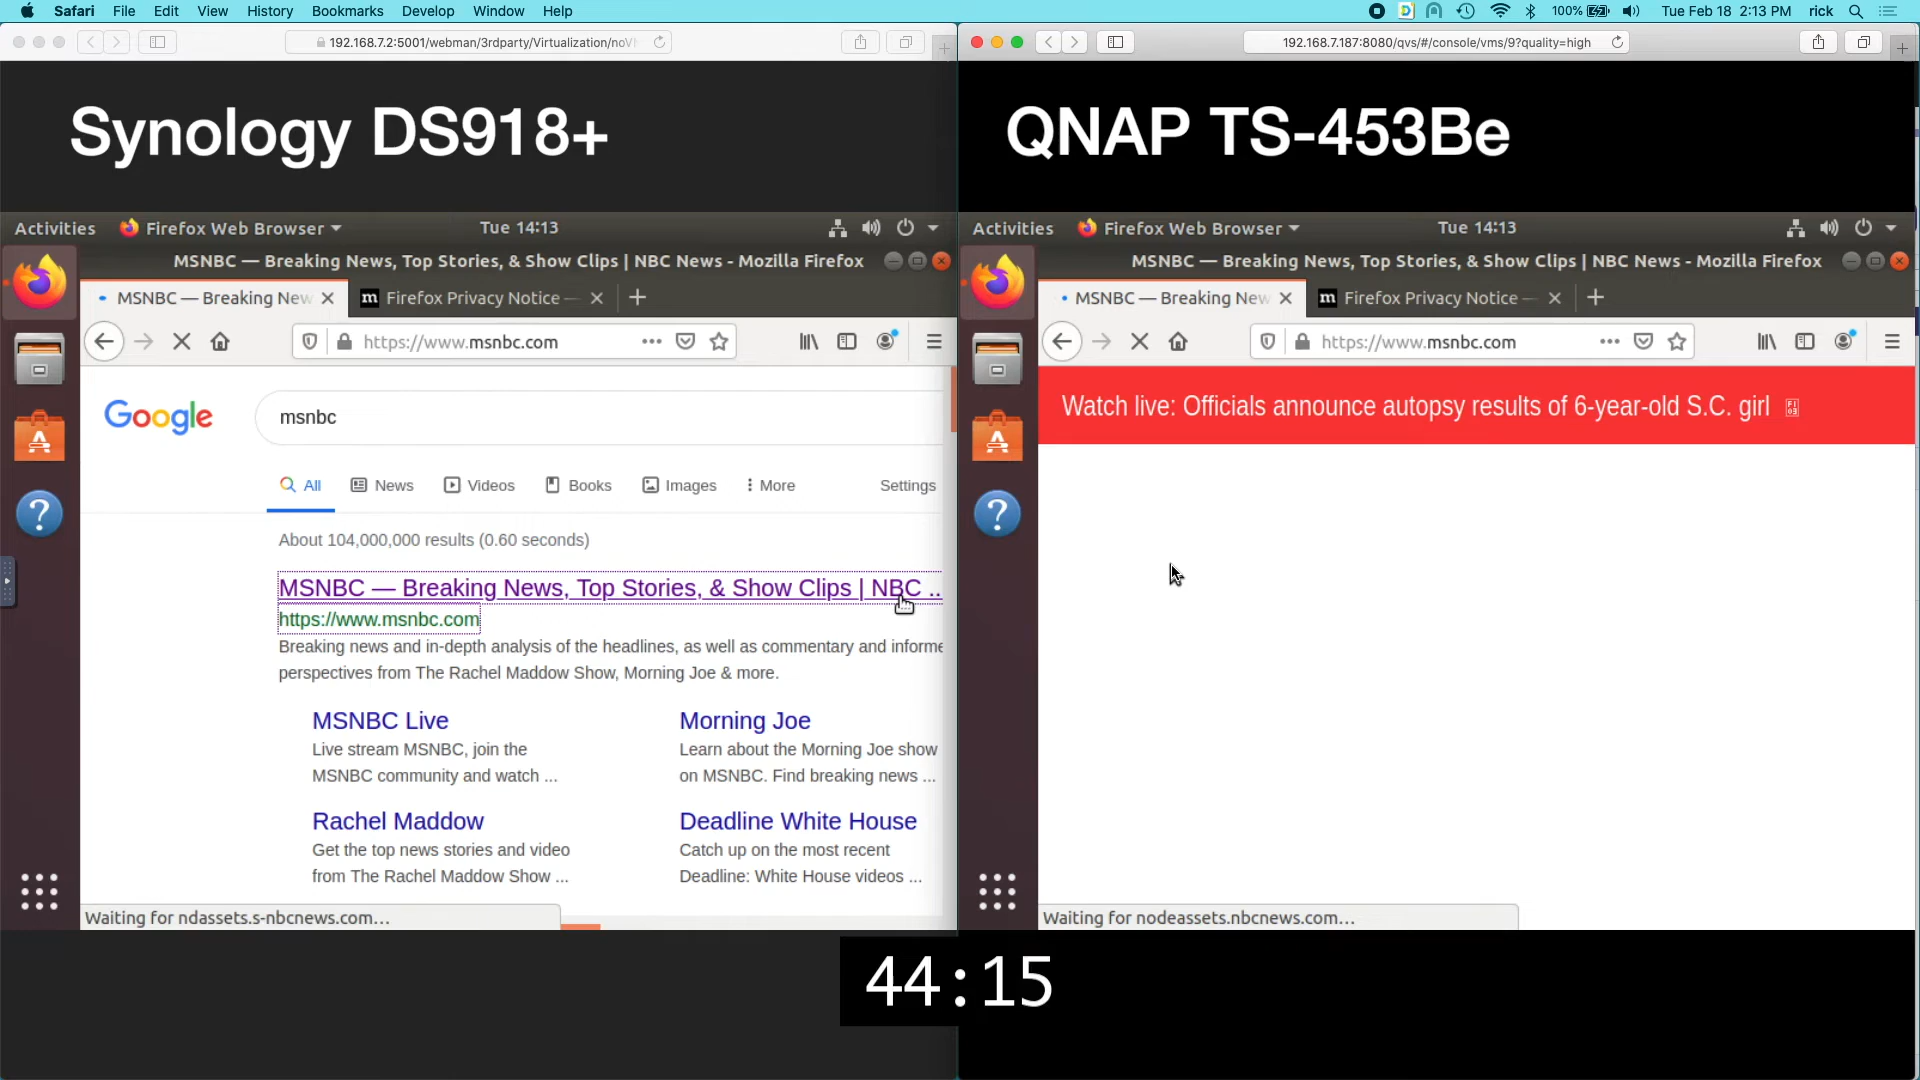 Safari File Edit View History Bookmarks Develop Window Help
100% Tue Feb 18 2:13 PM rick
192.168.7.2:5001/webman/3rdparty/Virtualization/noV
192.168.7.187:8080/qvs/#/console/vms/9?quality=high
Synology DS918+
Activities Firefox Web Browser Tue 14:13
MSNBC — Breaking News, Top Stories, & Show Clips | NBC News - Mozilla Firefox
MSNBC — Breaking New
m Firefox Privacy Notice —
https://www.msnbc.com
Google
msnbc
All News Videos Books Images More Settings
About 104,000,000 results (0.60 seconds)
MSNBC — Breaking News, Top Stories, & Show Clips | NBC ...
https://www.msnbc.com
Breaking news and in-depth analysis of the headlines, as well as commentary and informe
perspectives from The Rachel Maddow Show, Morning Joe & more.
MSNBC Live
Live stream MSNBC, join the
MSNBC community and watch ...
Morning Joe
Learn about the Morning Joe show
on MSNBC. Find breaking news ...
Rachel Maddow
Get the top news stories and video
from The Rachel Maddow Show ...
Deadline White House
Catch up on the most recent
Deadline: White House videos ...
Waiting for ndassets.s-nbcnews.com...
QNAP TS-453Be
Activities Firefox Web Browser Tue 14:13
MSNBC — Breaking News, Top Stories, & Show Clips | NBC News - Mozilla Firefox
MSNBC — Breaking New
m Firefox Privacy Notice —
https://www.msnbc.com
Watch live: Officials announce autopsy results of 6-year-old S.C. girl
Waiting for nodeassets.nbcnews.com...
44:15